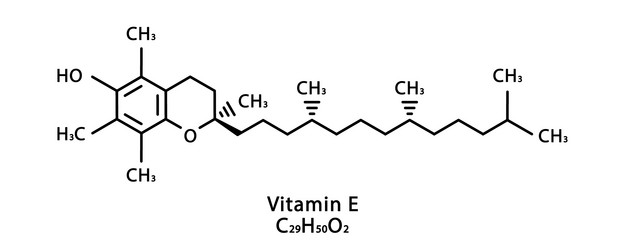 CH₃
HO
CH₃
CH₃
CH₃
CH₃
H₃C
O
CH₃
CH₃
Vitamin E
C₂₉H₅₀O₂